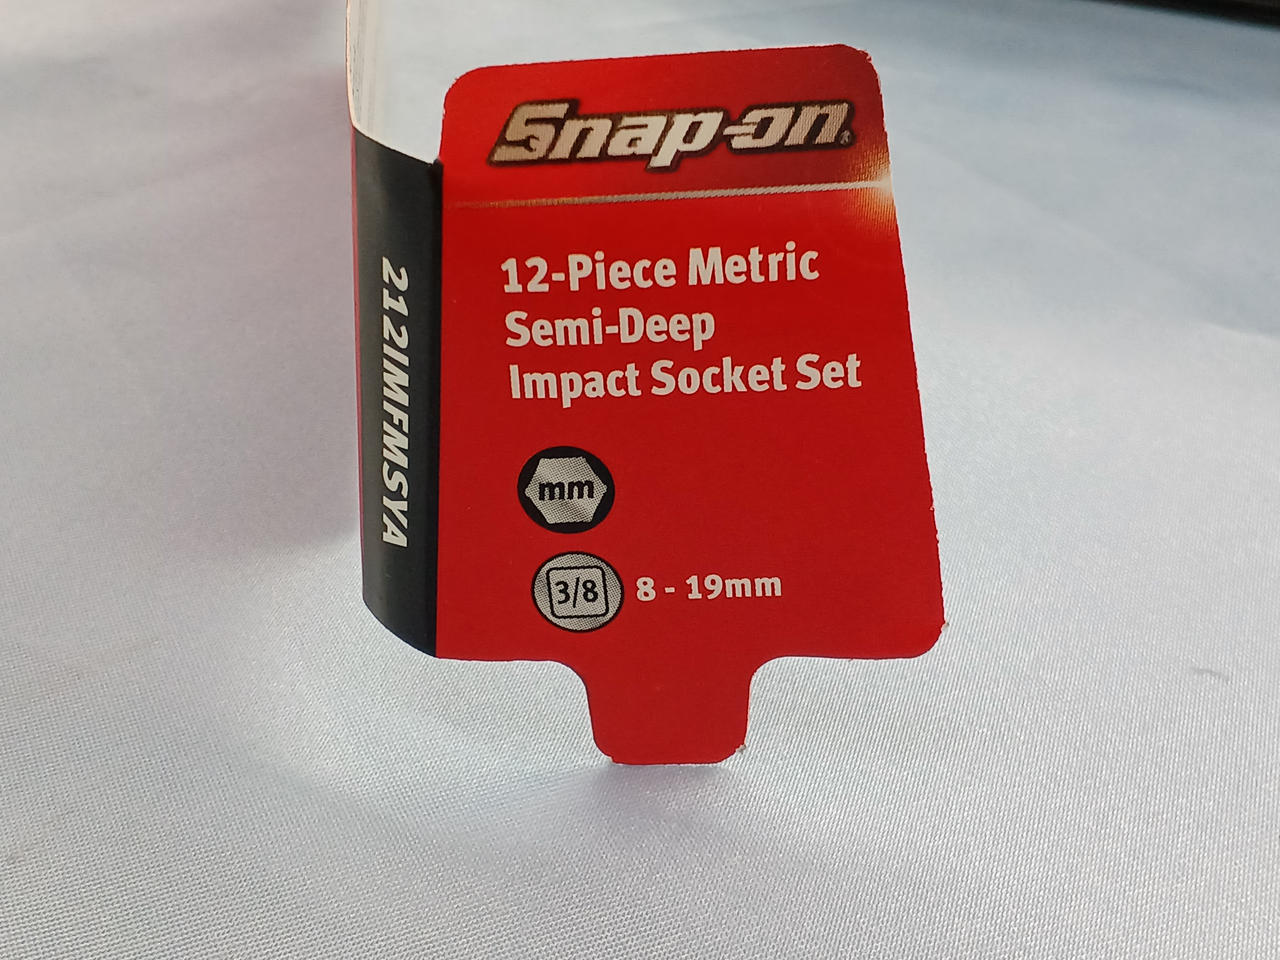 Snap-on®
12-Piece Metric
Semi-Deep
Impact Socket Set
mm
3/8 8 - 19mm
212IMFMSYA